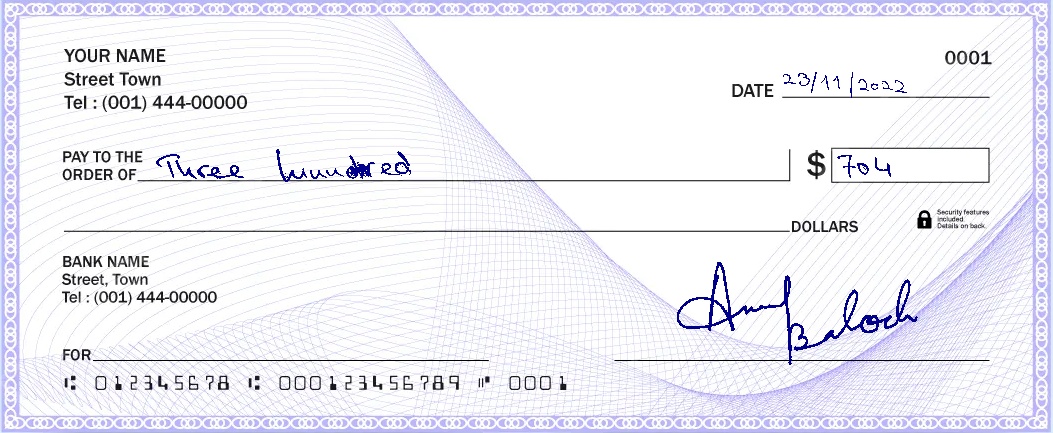 YOUR NAME
0001
Street Town
DATE 23/11/2022
Tel : (001) 444-00000
PAY TO THE
ORDER OF Three hundred $ 704
Security features
included.
Details on back.
DOLLARS
BANK NAME
Street, Town
Tel : (001) 444-00000
Baloch
FOR
⑆ 012345678 ⑆ 000123456789 ⑈ 0001